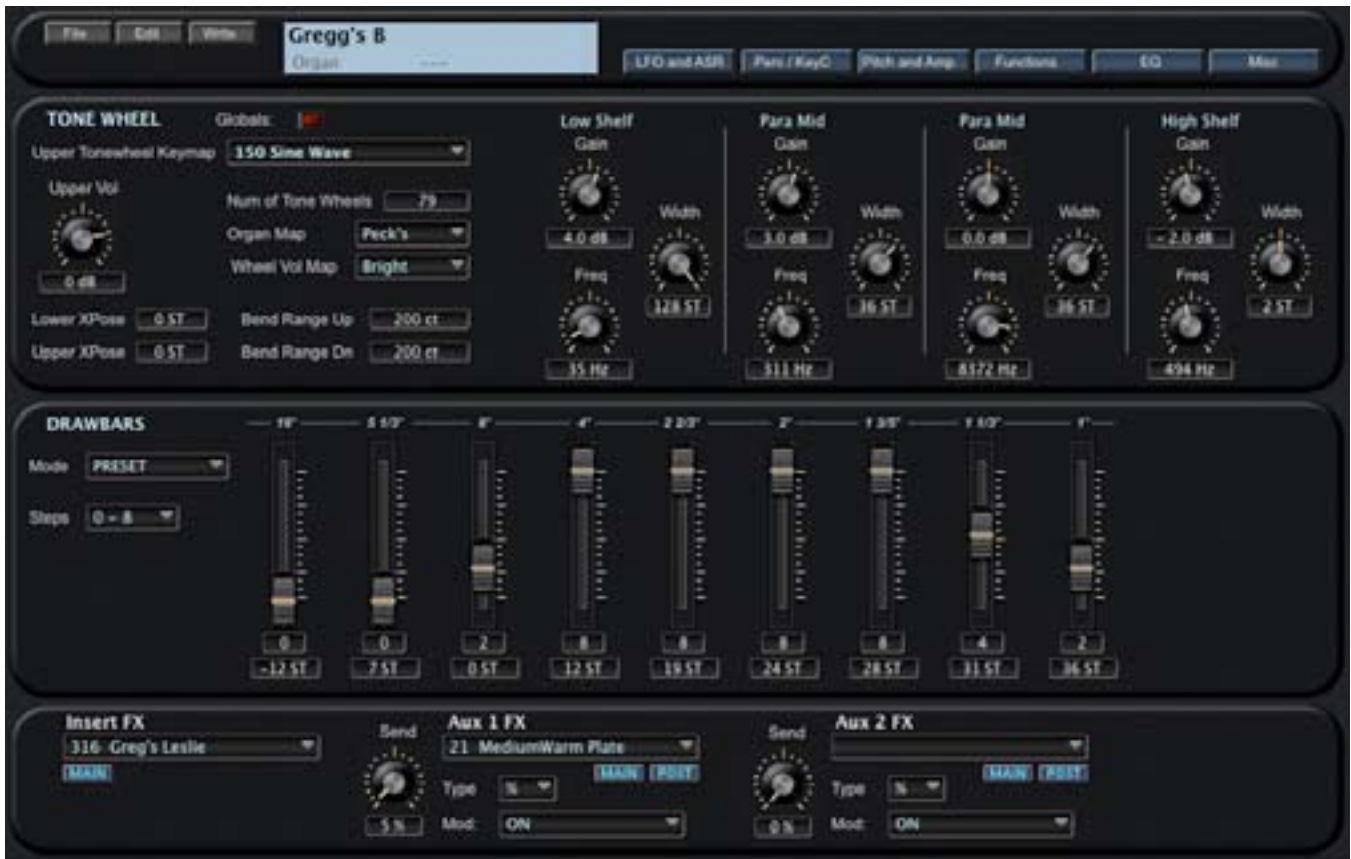 File Edit Write
Gregg's B
Organ ---
LFO and ASR Perc / KeyC Pitch and Amp Functions EQ Misc
TONE WHEEL Globals:
Upper Tonewheel Keymap 150 Sine Wave
Upper Vol
0 dB
Num of Tone Wheels 79
Organ Map Peck's
Wheel Vol Map Bright
Lower XPose 0 ST Bend Range Up 200 ct
Upper XPose 0 ST Bend Range Dn 200 ct
Low Shelf Para Mid Para Mid High Shelf
Gain Gain Gain Gain
Width Width Width Width
4.0 dB 3.0 dB 0.0 dB - 2.0 dB
Freq Freq Freq Freq
128 ST 36 ST 36 ST 2 ST
35 Hz 311 Hz 8372 Hz 494 Hz
DRAWBARS
16" 5 1/3" 8" 4" 2 2/3" 2" 1 3/5" 1 1/3" 1"
Mode PRESET
Steps 0 - 8
0 0 2 8 8 8 8 4 2
-12 ST 7 ST 0 ST 12 ST 19 ST 24 ST 28 ST 31 ST 36 ST
Insert FX
316 Greg's Leslie
MAIN
Send
5 %
Aux 1 FX
21 MediumWarm Plate
MAIN POST
Type %
Mod: ON
Send
0 %
Aux 2 FX
MAIN POST
Type %
Mod: ON